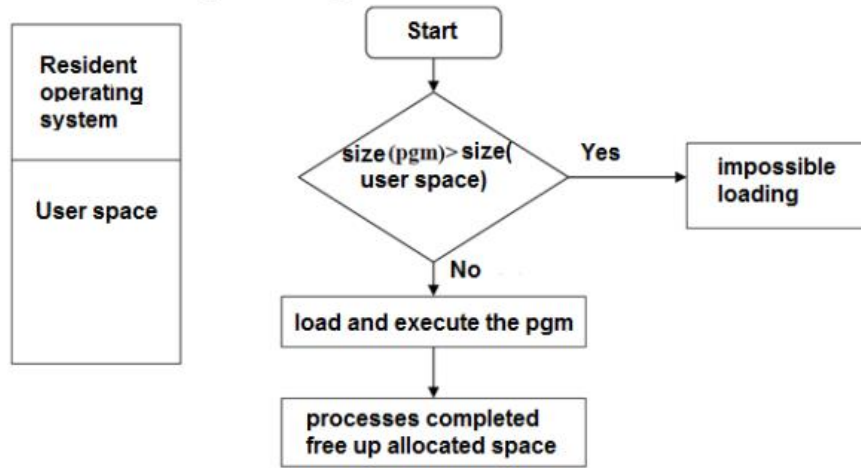 Resident
operating
system
User space
Start
size(pgm)> size(
user space)
Yes
impossible
loading
No
load and execute the pgm
processes completed
free up allocated space